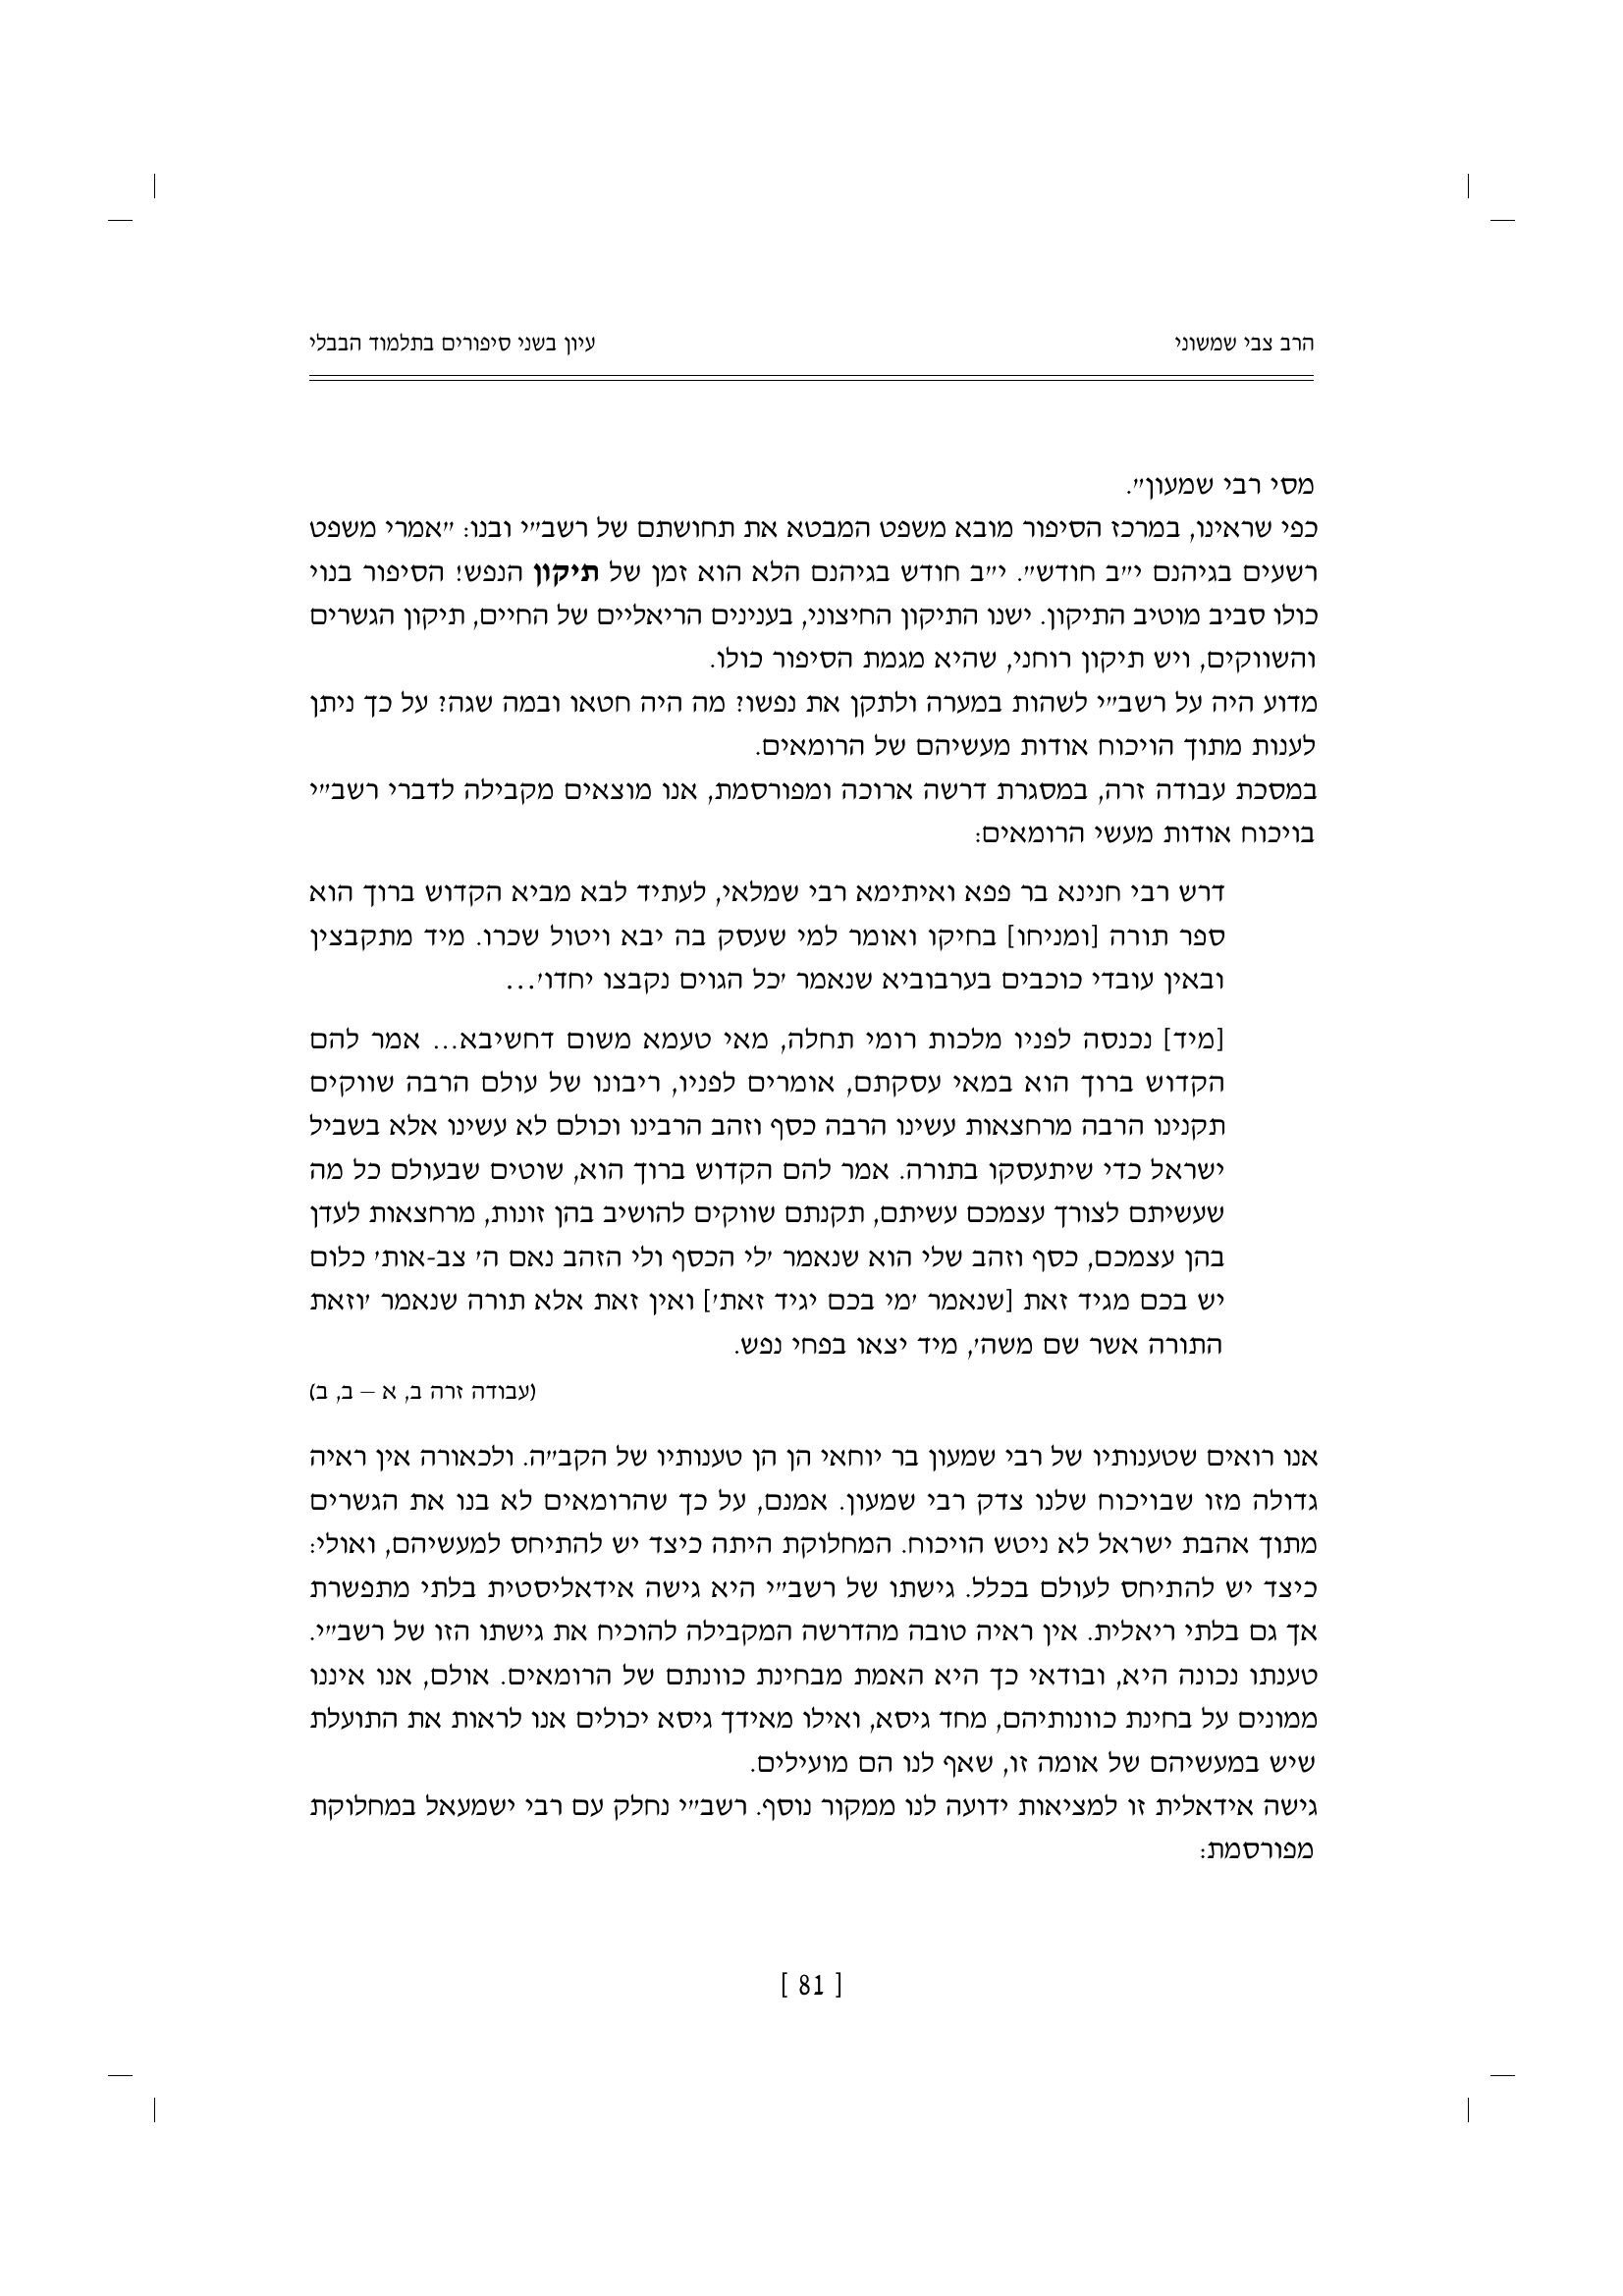 הרב צבי שמשוני
עיון בשני סיפורים בתלמוד הבבלי
מסי רבי שמעון״.
כפי שראינו, במרכז הסיפור מובא משפט המבטא את תחושתם של רשב״י ובנו: ״אמרי משפט
רשעים בגיהנם י״ב חודש״. י״ב חודש בגיהנם הלא הוא זמן של תיקון הנפש! הסיפור בנוי
כולו סביב מוטיב התיקון. ישנו התיקון החיצוני, בענינים הריאליים של החיים, תיקון הגשרים
והשווקים, ויש תיקון רוחני, שהיא מגמת הסיפור כולו.
מדוע היה על רשב״י לשהות במערה ולתקן את נפשו? מה היה חטאו ובמה שגה? על כך ניתן
לענות מתוך הויכוח אודות מעשיהם של הרומאים.
במסכת עבודה זרה, במסגרת דרשה ארוכה ומפורסמת, אנו מוצאים מקבילה לדברי רשב״י
בויכוח אודות מעשי הרומאים:
דרש רבי חנינא בר פפא ואיתימא רבי שמלאי, לעתיד לבא מביא הקדוש ברוך הוא
ספר תורה [ומניחו] בחיקו ואומר למי שעסק בה יבא ויטול שכרו. מיד מתקבצין
ובאין עובדי כוכבים בערבוביא שנאמר ׳כל הגוים נקבצו יחדו׳...
[מיד] נכנסה לפניו מלכות רומי תחלה, מאי טעמא משום דחשיבא... אמר להם
הקדוש ברוך הוא במאי עסקתם, אומרים לפניו, ריבונו של עולם הרבה שווקים
תקנינו הרבה מרחצאות עשינו הרבה כסף וזהב הרבינו וכולם לא עשינו אלא בשביל
ישראל כדי שיתעסקו בתורה. אמר להם הקדוש ברוך הוא, שוטים שבעולם כל מה
שעשיתם לצורך עצמכם עשיתם, תקנתם שווקים להושיב בהן זונות, מרחצאות לעדן
בהן עצמכם, כסף וזהב שלי הוא שנאמר ׳לי הכסף ולי הזהב נאם ה׳ צב-אות׳ כלום
יש בכם מגיד זאת [שנאמר ׳מי בכם יגיד זאת׳] ואין זאת אלא תורה שנאמר ׳וזאת
התורה אשר שם משה׳, מיד יצאו בפחי נפש.
(עבודה זרה ב, א – ב, ב)
אנו רואים שטענותיו של רבי שמעון בר יוחאי הן הן טענותיו של הקב״ה. ולכאורה אין ראיה
גדולה מזו שבויכוח שלנו צדק רבי שמעון. אמנם, על כך שהרומאים לא בנו את הגשרים
מתוך אהבת ישראל לא ניטש הויכוח. המחלוקת היתה כיצד יש להתיחס למעשיהם, ואולי:
כיצד יש להתיחס לעולם בכלל. גישתו של רשב״י היא גישה אידאליסטית בלתי מתפשרת
אך גם בלתי ריאלית. אין ראיה טובה מהדרשה המקבילה להוכיח את גישתו הזו של רשב״י.
טענתו נכונה היא, ובודאי כך היא האמת מבחינת כוונתם של הרומאים. אולם, אנו איננו
ממונים על בחינת כוונותיהם, מחד גיסא, ואילו מאידך גיסא יכולים אנו לראות את התועלת
שיש במעשיהם של אומה זו, שאף לנו הם מועילים.
גישה אידאלית זו למציאות ידועה לנו ממקור נוסף. רשב״י נחלק עם רבי ישמעאל במחלוקת
מפורסמת:
[ 81 ]